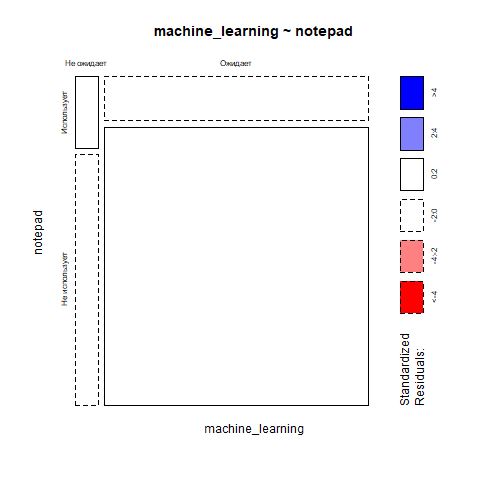 machine_learning ~ notepad
Не ожидает
Ожидает
Использует
Не использует
notepad
machine_learning
>4
2:4
0:2
-2:0
-4:-2
<-4
Standardized
Residuals: